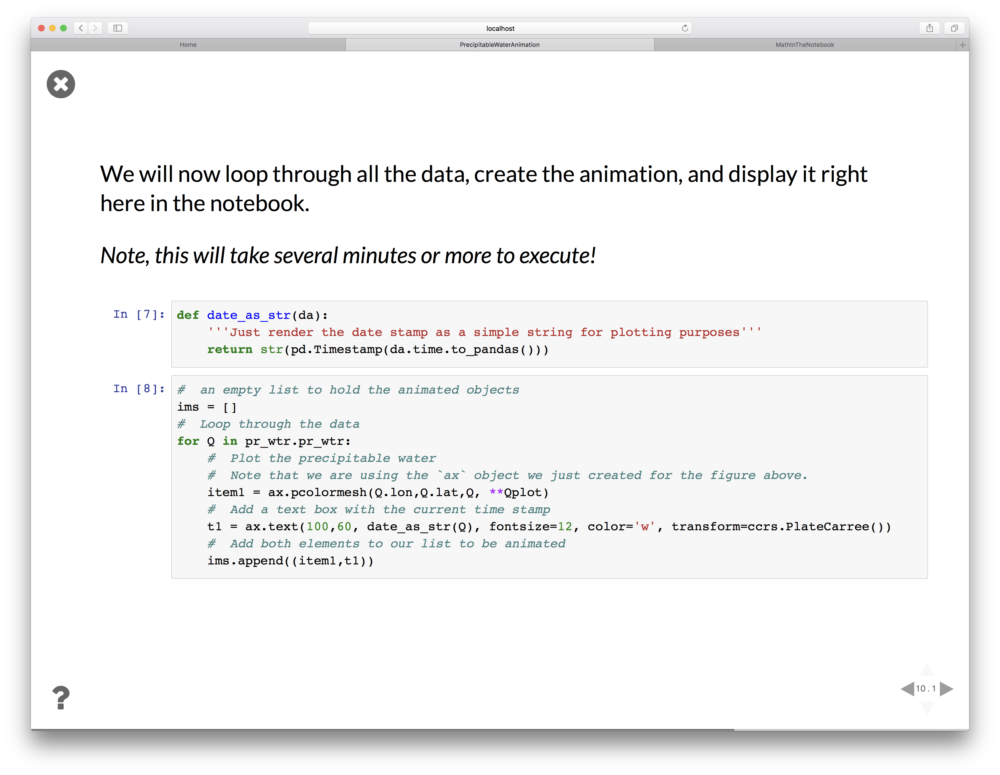 localhost
Home
PrecipitableWaterAnimation
MathInTheNotebook
We will now loop through all the data, create the animation, and display it right
here in the notebook.
Note, this will take several minutes or more to execute!
In [7]:
def date_as_str(da):
    '''Just render the date stamp as a simple string for plotting purposes'''
    return str(pd.Timestamp(da.time.to_pandas()))
In [8]:
#  an empty list to hold the animated objects
ims = []
#  Loop through the data
for Q in pr_wtr.pr_wtr:
    #  Plot the precipitable water
    #  Note that we are using the `ax` object we just created for the figure above.
    item1 = ax.pcolormesh(Q.lon,Q.lat,Q, **Qplot)
    #  Add a text box with the current time stamp
    t1 = ax.text(100,60, date_as_str(Q), fontsize=12, color='w', transform=ccrs.PlateCarree())
    #  Add both elements to our list to be animated
    ims.append((item1,t1))
?
10.1